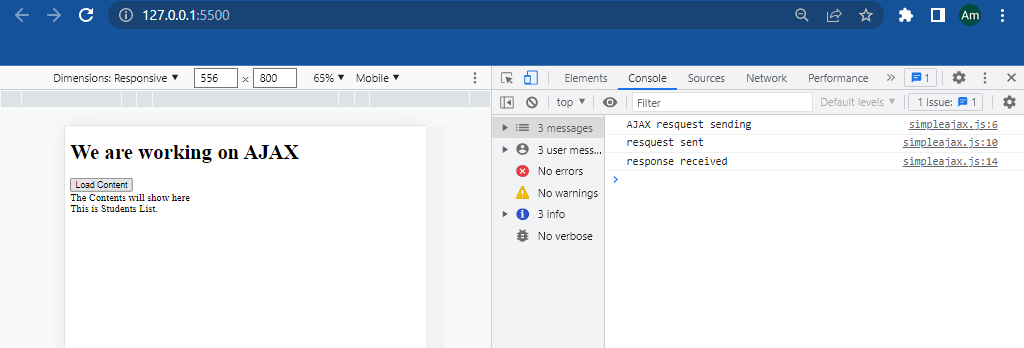 127.0.0.1:5500
Am
Dimensions: Responsive ▼ 556 × 800 65% ▼ Mobile ▼
Elements Console Sources Network Performance » 1
top ▼ Filter Default levels ▼ 1 Issue: 1
We are working on AJAX
Load Content
The Contents will show here
This is Students List.
3 messages
3 user mess...
No errors
No warnings
3 info
No verbose
AJAX resquest sending simpleajax.js:6
resquest sent simpleajax.js:10
response received simpleajax.js:14